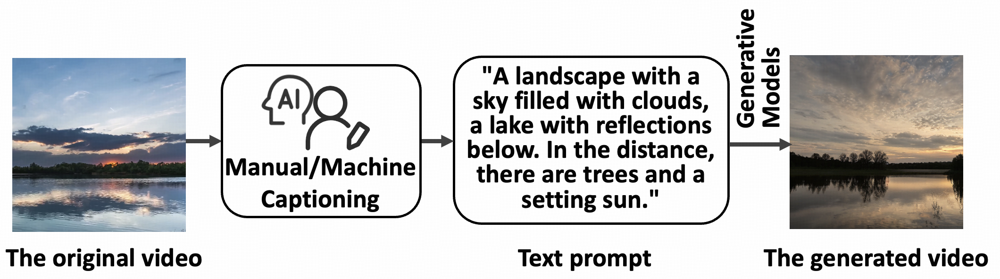 The original video
AI
Manual/Machine
Captioning
"A landscape with a
sky filled with clouds,
a lake with reflections
below. In the distance,
there are trees and a
setting sun."
Text prompt
Generative
Models
The generated video